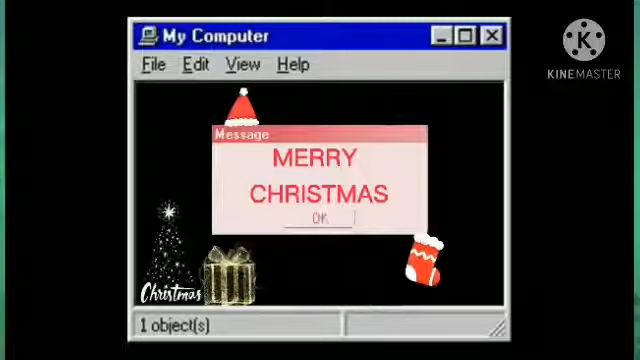 My Computer
KINEMASTER
File Edit View Help
Message
MERRY
CHRISTMAS
OK
Christmas
1 object(s)